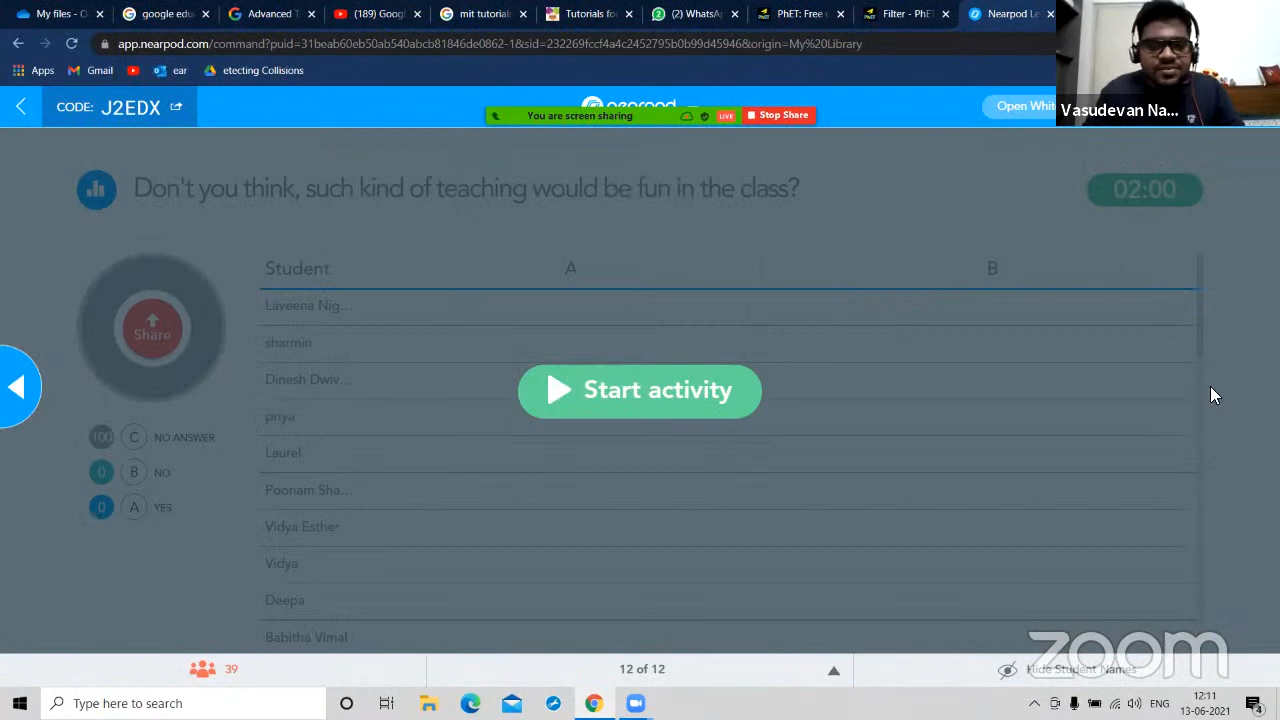 My files -
google edu
Advanced T
(189) Googl
mit tutorials
Tutorials fo
(2) WhatsA
PhET: Free
Filter - PhE
Nearpod Le
app.nearpod.com/command?puid=31beab60eb50ab540abcb81846de0862-1&sid=232269fccf4a4c2452795b0b99d45946&origin=My%20Library
Apps
Gmail
ear
etecting Collisions
CODE: J2EDX
nearpod
Open Whit
You are screen sharing
LIVE
Stop Share
Vasudevan Na...
Don't you think, such kind of teaching would be fun in the class?
02:00
Share
Student A B
Laveena Nig...
sharmin
Dinesh Dwiv...
priya
Laurel
Poonam Sha...
Vidya Esther
Vidya
Deepa
Babitha Vimal
Start activity
100 C NO ANSWER
0 B NO
0 A YES
39
12 of 12
Hide Student Names
zoom
Type here to search
ENG
12:11
13-06-2021
4